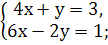 4x + y = 3,
6x − 2y = 1;